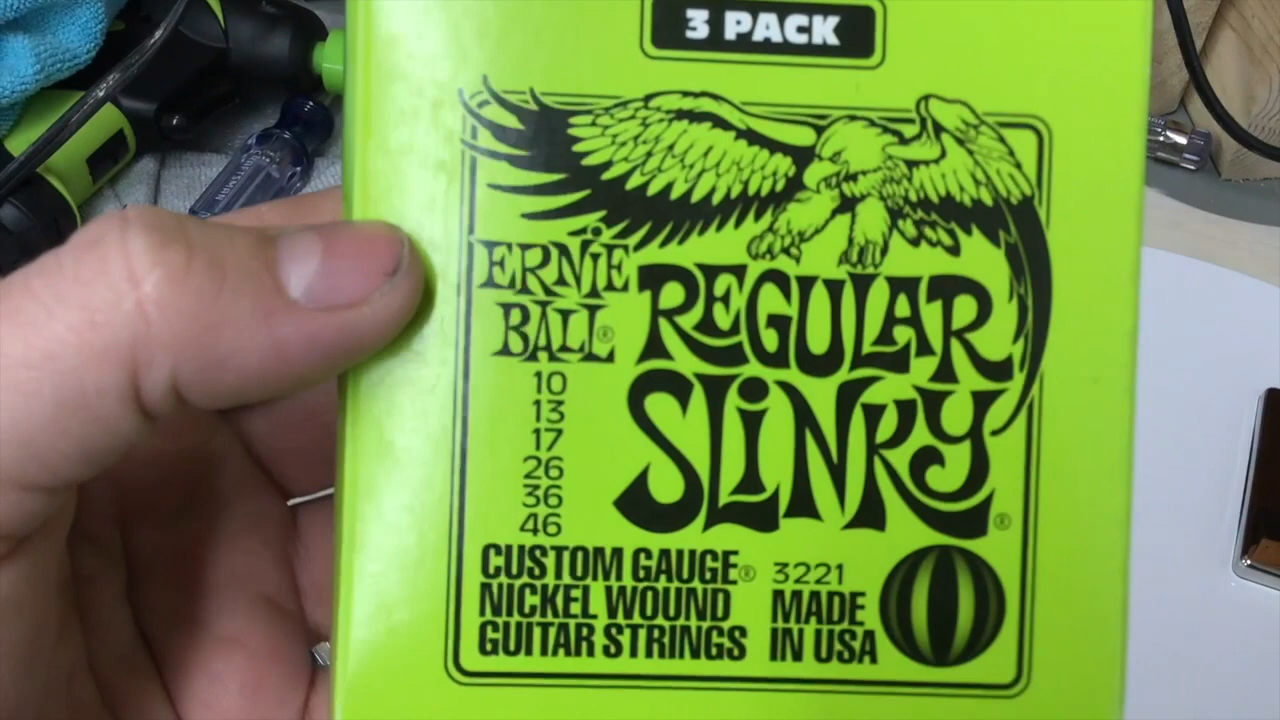 3 PACK
ERNiE
BALL®
REGULAR
SLiNKY®
10
13
17
26
36
46
CUSTOM GAUGE®
NICKEL WOUND
GUITAR STRINGS
3221
MADE
IN USA
CRAFTSMAN